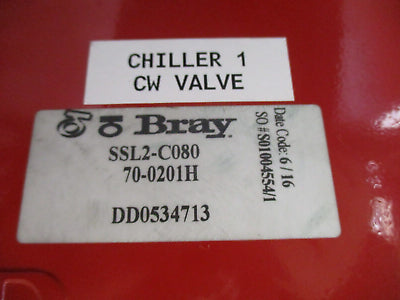 CHILLER 1
CW VALVE
Bray
SSL2-C080
70-0201H
DD0534713
Date Code: 6 / 16
SO #S01004554/1